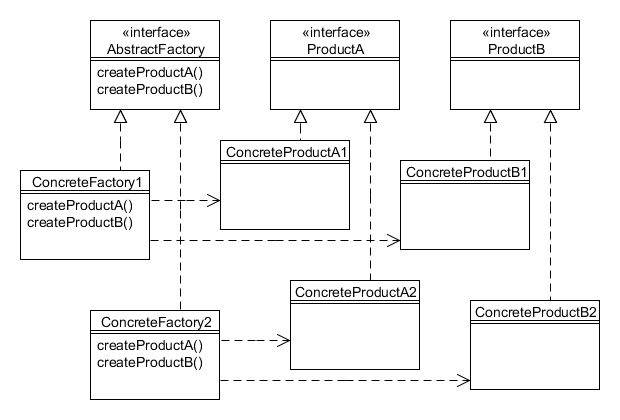 «interface»
AbstractFactory
createProductA()
createProductB()
«interface»
ProductA
«interface»
ProductB
ConcreteProductA1
ConcreteProductB1
ConcreteFactory1
createProductA()
createProductB()
ConcreteProductA2
ConcreteProductB2
ConcreteFactory2
createProductA()
createProductB()